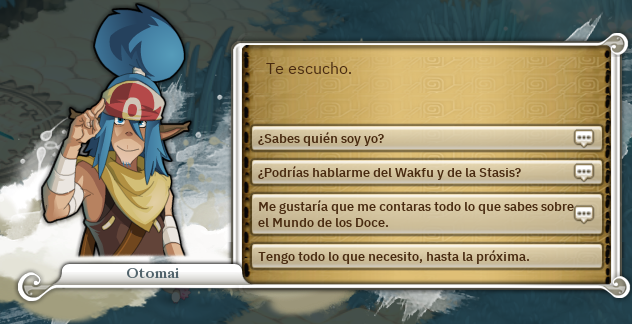 Te escucho.
¿Sabes quién soy yo?
¿Podrías hablarme del Wakfu y de la Stasis?
Me gustaría que me contaras todo lo que sabes sobre
el Mundo de los Doce.
Tengo todo lo que necesito, hasta la próxima.
Otomai